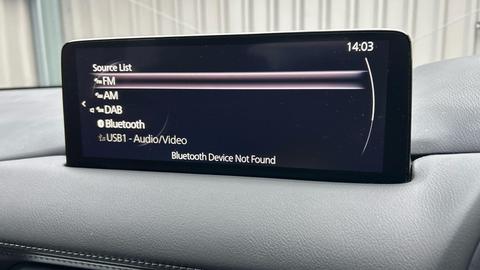 14:03
Source List
FM
AM
DAB
Bluetooth
USB1 - Audio/Video
Bluetooth Device Not Found